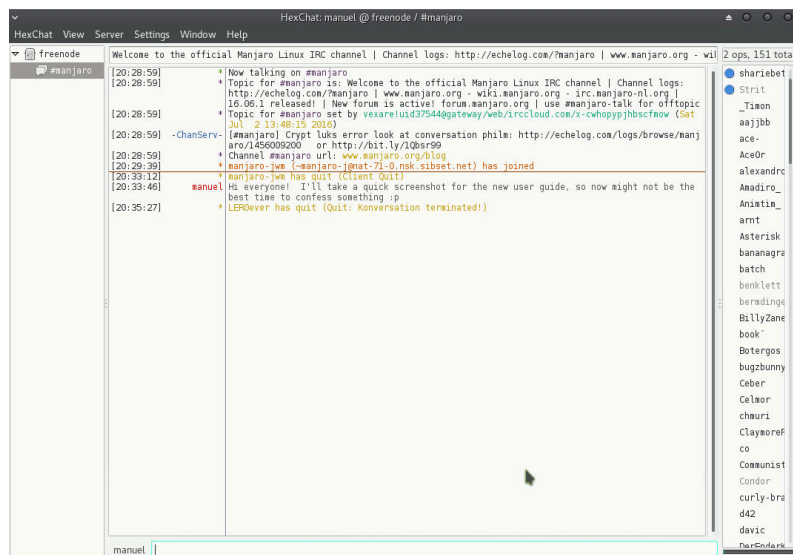 HexChat: manuel @ freenode / #manjaro
HexChat View Server Settings Window Help
freenode
#manjaro
Welcome to the official Manjaro Linux IRC channel | Channel logs: http://echelog.com/?manjaro | www.manjaro.org - wil
2 ops, 151 tota
[20:28:59] * Now talking on #manjaro
[20:28:59] * Topic for #manjaro is: Welcome to the official Manjaro Linux IRC channel | Channel logs:
http://echelog.com/?manjaro | www.manjaro.org - wiki.manjaro.org - irc.manjaro-nl.org |
16.06.1 released! | New forum is active! forum.manjaro.org | use #manjaro-talk for offtopic
[20:28:59] * Topic for #manjaro set by vexare!uid37544@gateway/web/irccloud.com/x-cwhopypjhbscfmow (Sat
Jul 2 13:48:15 2016)
[20:28:59] -ChanServ- [#manjaro] Crypt luks error look at conversation philm: http://echelog.com/logs/browse/manj
aro/1456009200 or http://bit.ly/1Qbsr99
[20:28:59] * Channel #manjaro url: www.manjaro.org/blog
[20:29:39] * manjaro-jwm (~manjaro-j@nat-71-0.nsk.sibset.net) has joined
[20:33:12] * manjaro-jwm has quit (Client Quit)
[20:33:46] manuel Hi everyone! I'll take a quick screenshot for the new user guide, so now might not be the
best time to confess something :p
[20:35:27] * LEROever has quit (Quit: Konversation terminated!)
shariebet
Strit
_Timon
aajjbb
ace-
AceOr
alexandrc
Amadiro_
Animtim_
arnt
Asterisk
bananagra
batch
benklett
bermdinge
BillyZane
book`
Botergos
bugzbunny
Ceber
Celmor
chmuri
ClaymoreF
co
Communist
Condor
curly-bra
d42
davic
manuel